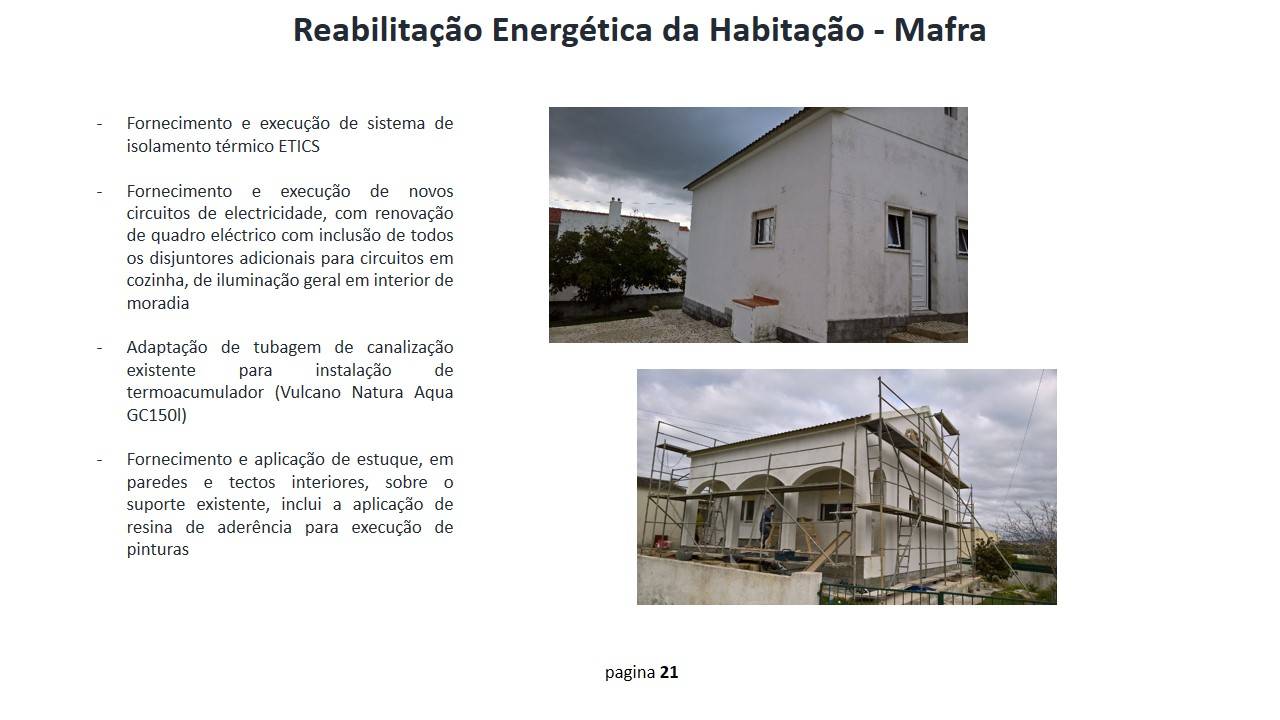 Reabilitação Energética da Habitação - Mafra
- Fornecimento e execução de sistema de
isolamento térmico ETICS
- Fornecimento e execução de novos
circuitos de electricidade, com renovação
de quadro eléctrico com inclusão de todos
os disjuntores adicionais para circuitos em
cozinha, de iluminação geral em interior de
moradia
- Adaptação de tubagem de canalização
existente para instalação de
termoacumulador (Vulcano Natura Aqua
GC150l)
- Fornecimento e aplicação de estuque, em
paredes e tectos interiores, sobre o
suporte existente, inclui a aplicação de
resina de aderência para execução de
pinturas
pagina 21